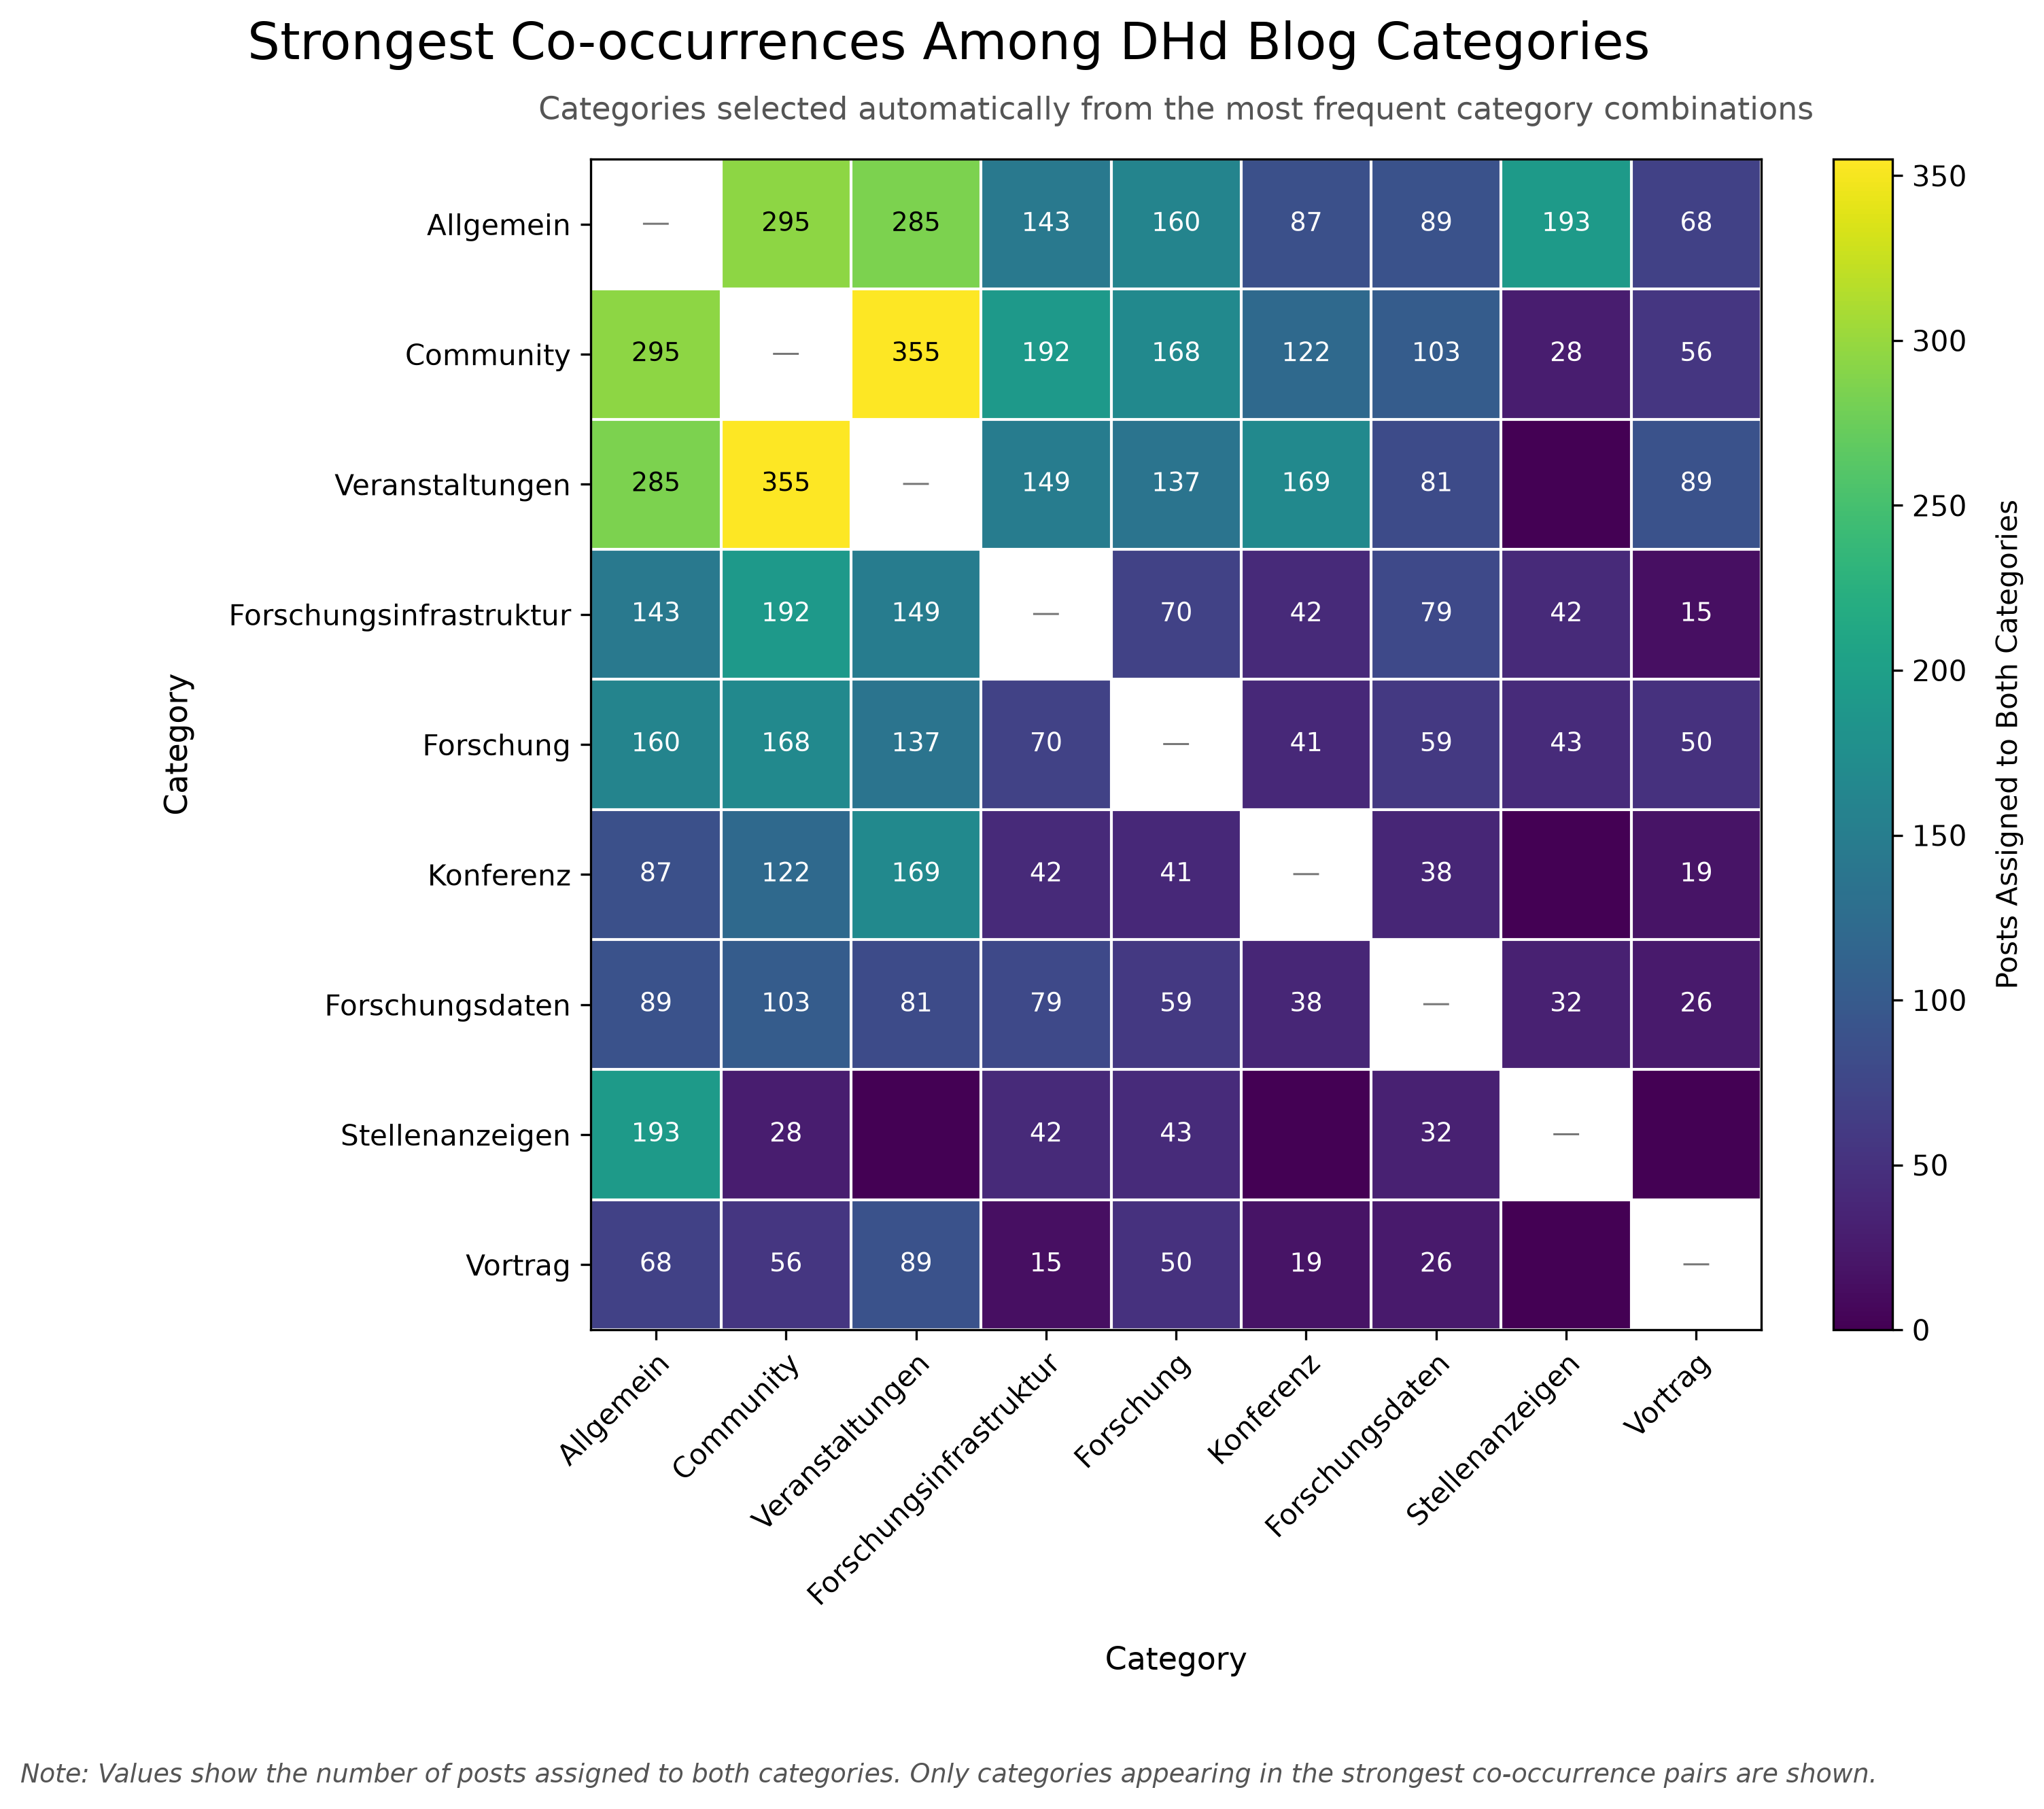 Strongest Co-occurrences Among DHd Blog Categories
Categories selected automatically from the most frequent category combinations
Allgemein — 295 285 143 160 87 89 193 68
Community 295 — 355 192 168 122 103 28 56
Veranstaltungen 285 355 — 149 137 169 81 89
Forschungsinfrastruktur 143 192 149 — 70 42 79 42 15
Forschung 160 168 137 70 — 41 59 43 50
Konferenz 87 122 169 42 41 — 38 19
Forschungsdaten 89 103 81 79 59 38 — 32 26
Stellenanzeigen 193 28 42 43 32 —
Vortrag 68 56 89 15 50 19 26 —
Category
Allgemein
Community
Veranstaltungen
Forschungsinfrastruktur
Forschung
Konferenz
Forschungsdaten
Stellenanzeigen
Vortrag
Category
350
300
250
200
150
100
50
0
Posts Assigned to Both Categories
Note: Values show the number of posts assigned to both categories. Only categories appearing in the strongest co-occurrence pairs are shown.